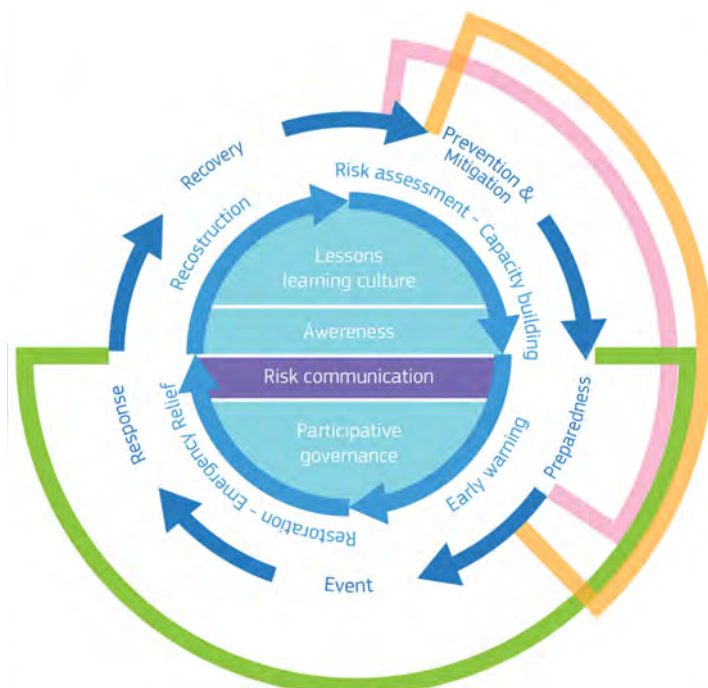 Recovery
Prevention &
Mitigation
Preparedness
Event
Response
Recostruction
Risk assessment - Capacity building
Early warning
Restoration - Emergency Relief
Lessons
learning culture
Awereness
Risk communication
Participative
governance